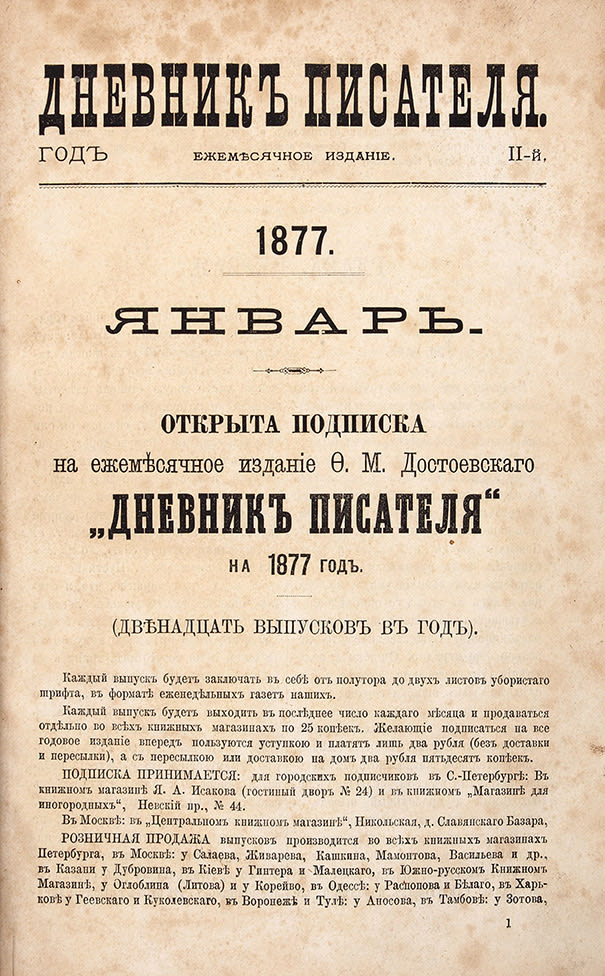 ДНЕВНИКЪ ПИСАТЕЛЯ.
ГОДЪ ЕЖЕМѢСЯЧНОЕ ИЗДАНІЕ. II-й.
1877.
ЯНВАРЬ.
ОТКРЫТА ПОДПИСКА
на ежемѣсячное изданіе Ѳ. М. Достоевскаго
„ДНЕВНИКЪ ПИСАТЕЛЯ“
НА 1877 ГОДЪ.
(ДВѢНАДЦАТЬ ВЫПУСКОВЪ ВЪ ГОДЪ).
Каждый выпускъ будетъ заключать въ себѣ отъ полутора до двухъ листовъ убористаго
шрифта, въ форматѣ еженедѣльныхъ газетъ нашихъ.
Каждый выпускъ будетъ выходить въ послѣднее число каждаго мѣсяца и продаваться
отдѣльно во всѣхъ книжныхъ магазинахъ по 25 копѣекъ. Желающіе подписаться на все
годовое изданіе впередъ пользуются уступкою и платятъ лишь два рубля (безъ доставки
и пересылки), а съ пересылкою или доставкою на домъ два рубля пятьдесятъ копѣекъ.
ПОДПИСКА ПРИНИМАЕТСЯ: для городскихъ подписчиковъ въ С.-Петербургѣ: Въ
книжномъ магазинѣ Я. А. Исакова (гостиный дворъ № 24) и въ книжномъ „Магазинѣ для
иногородныхъ“, Невскій пр., № 44.
Въ Москвѣ: въ „Центральномъ книжномъ магазинѣ“, Никольская, д. Славянскаго Базара,
РОЗНИЧНАЯ ПРОДАЖА выпусковъ производится во всѣхъ книжныхъ магазинахъ
Петербурга, въ Москвѣ: у Салаева, Живарева, Кашкина, Мамонтова, Васильева и др.,
въ Казани у Дубровина, въ Кіевѣ у Гинтера и Малецкаго, въ Южно-русскомъ Книжномъ
Магазинѣ, у Оглоблина (Литова) и у Корейво, въ Одессѣ: у Распопова и Бѣлаго, въ Харь-
ковѣ у Геевскаго и Куколевскаго, въ Воронежѣ и Тулѣ: у Аносова, въ Тамбовѣ: у Зотова,
1